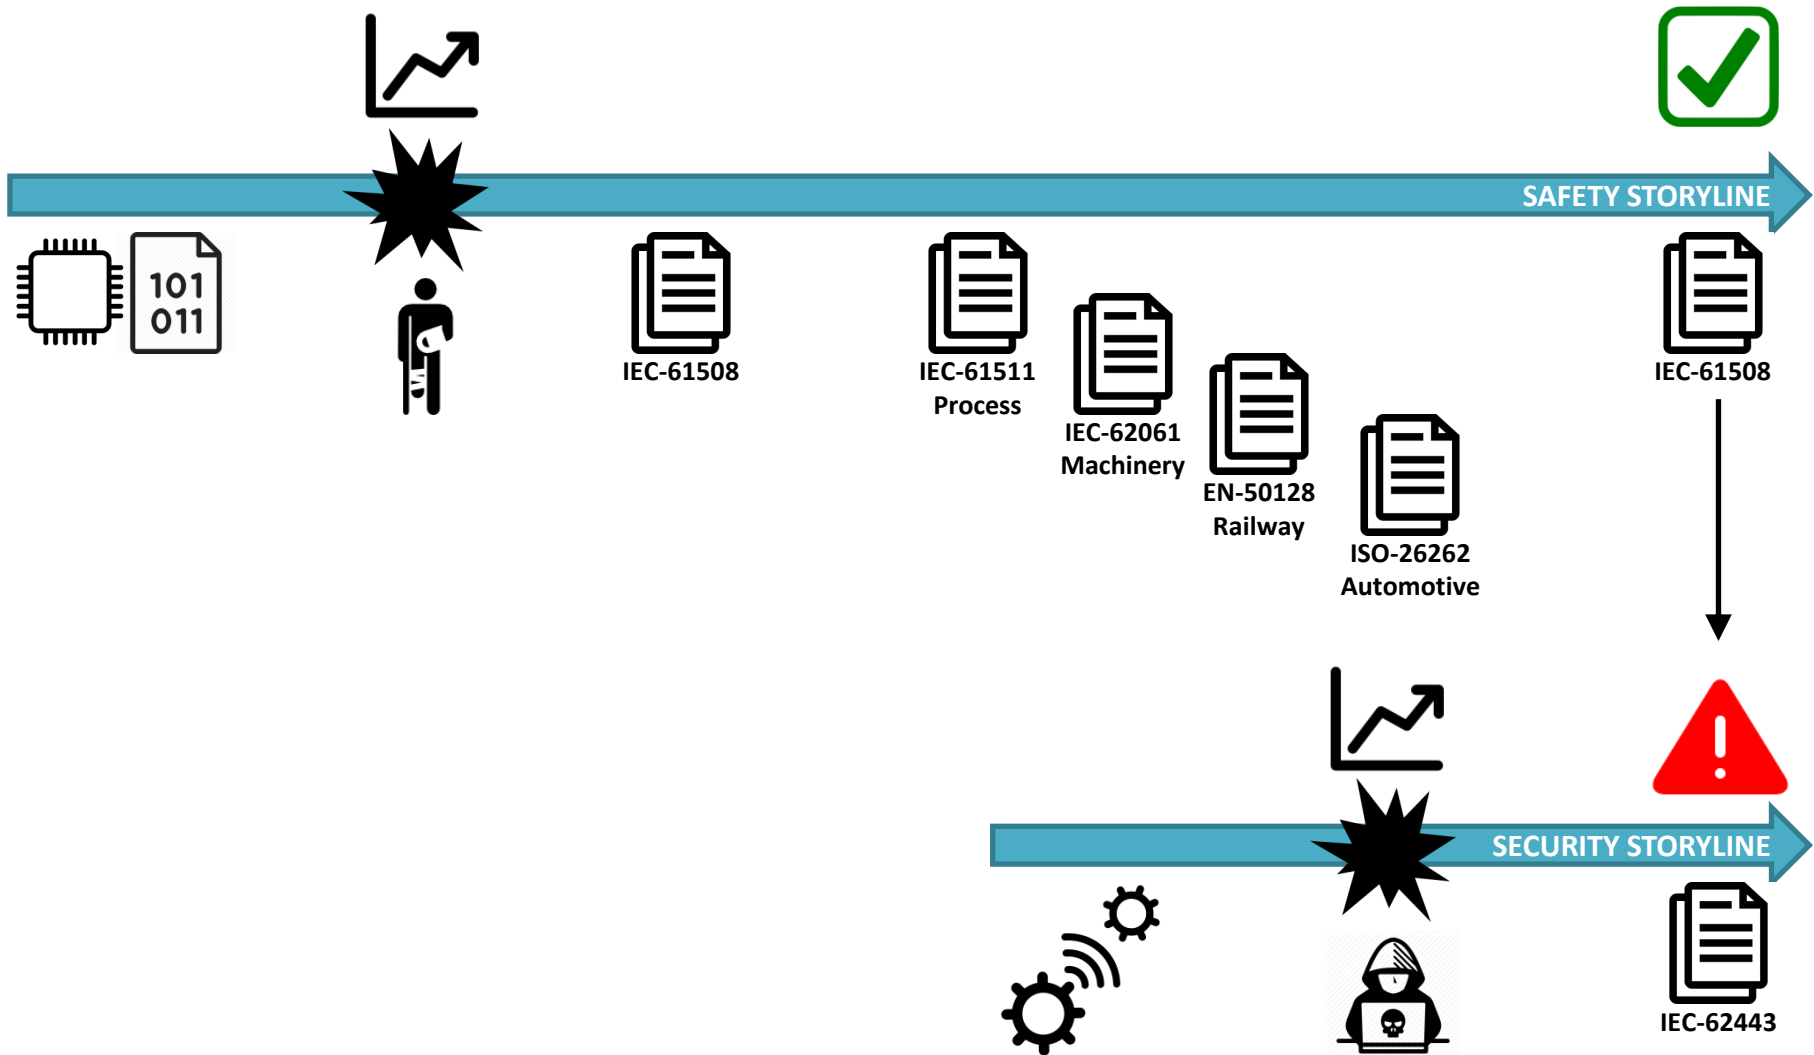 SAFETY STORYLINE
101
011
IEC-61508
IEC-61511
Process
IEC-62061
Machinery
EN-50128
Railway
ISO-26262
Automotive
IEC-61508
SECURITY STORYLINE
IEC-62443